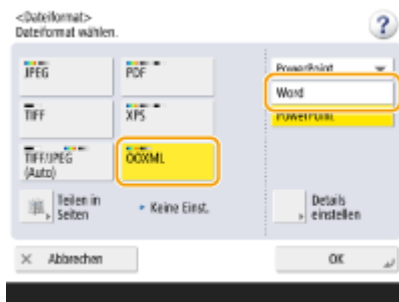 <Dateiformat>
Dateiformat wählen.
?
JPEG
PDF
PowerPoint
Word
PowerPoint
TIFF
XPS
TIFF/JPEG
(Auto)
OOXML
Teilen in
Seiten
Keine Einst.
Details
einstellen
× Abbrechen
OK